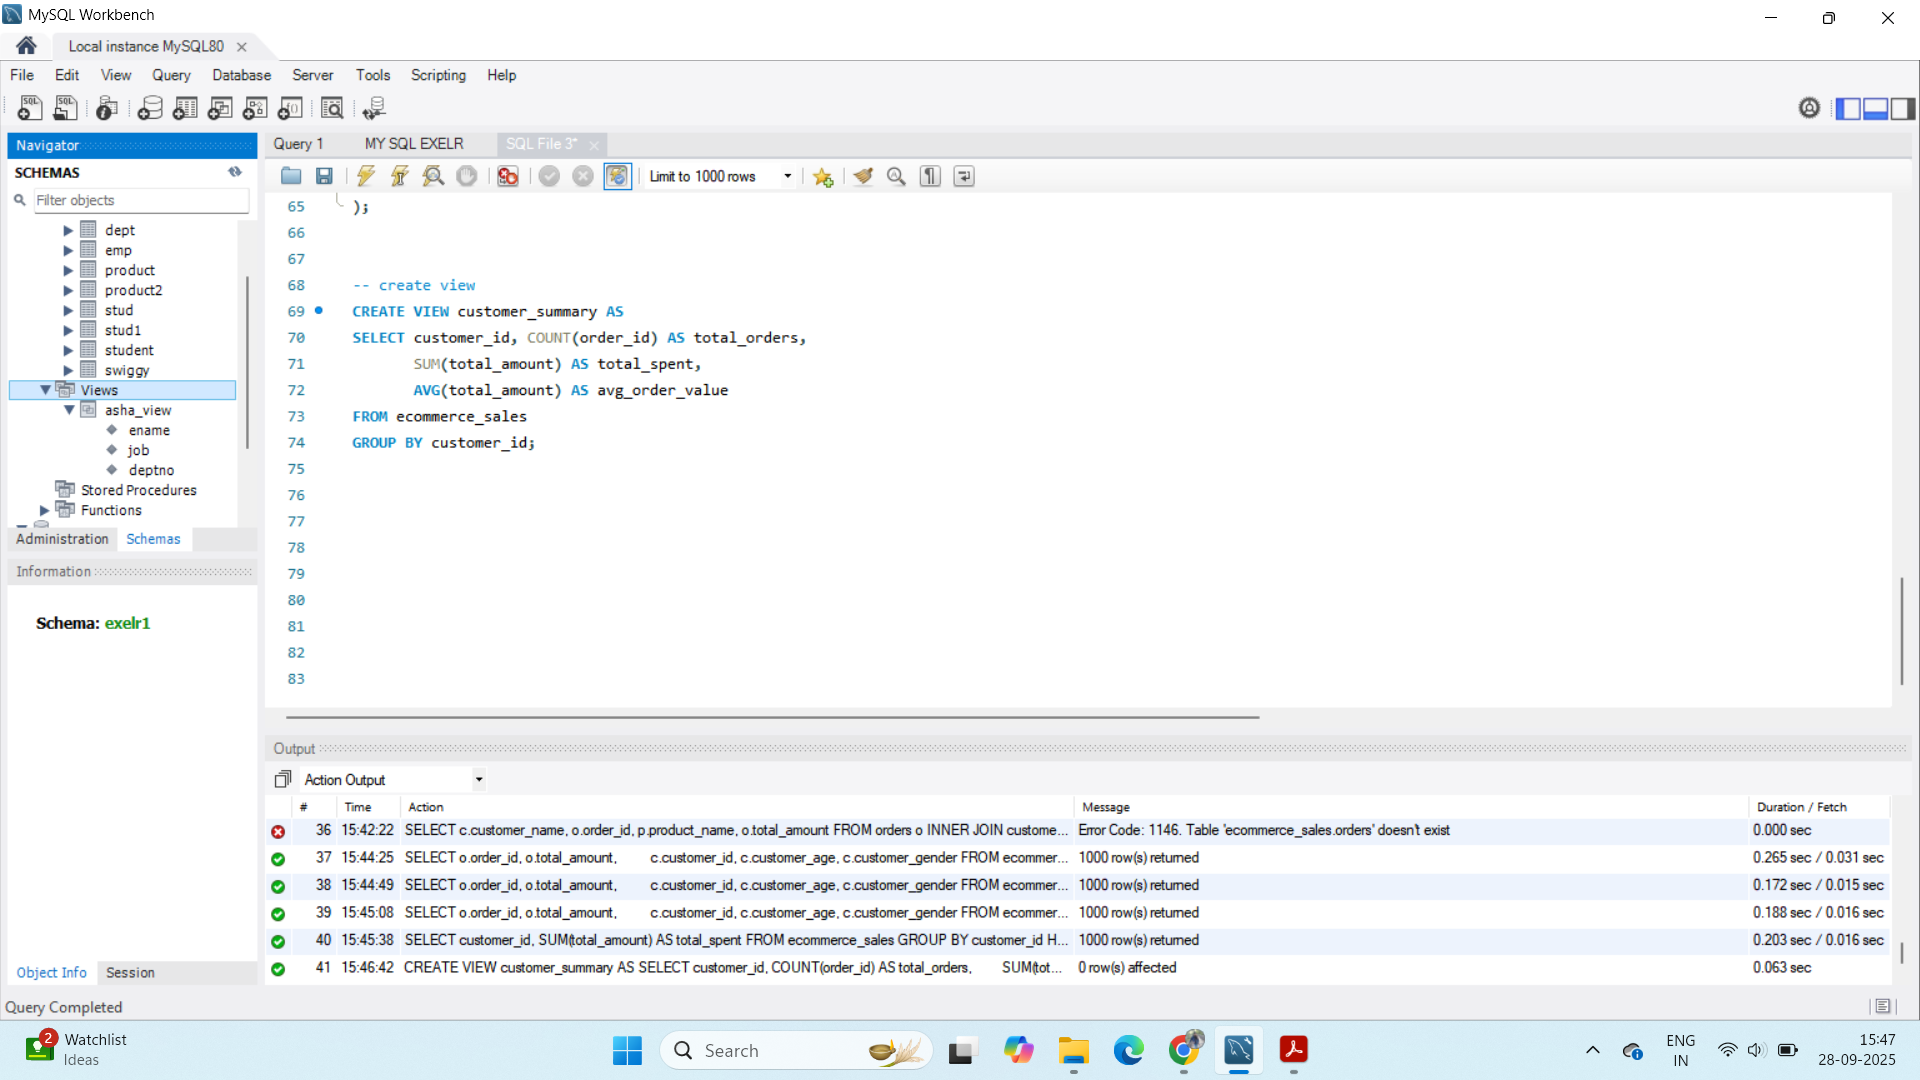 MySQL Workbench
Local instance MySQL80
File Edit View Query Database Server Tools Scripting Help
Navigator
SCHEMAS
Filter objects
dept
emp
product
product2
stud
stud1
student
swiggy
Views
asha_view
ename
job
deptno
Stored Procedures
Functions
Administration Schemas
Information
Schema: exelr1
Object Info Session
Query 1 MY SQL EXELR SQL File 3*
Limit to 1000 rows
65 );
66
67
68 -- create view
69 CREATE VIEW customer_summary AS
70 SELECT customer_id, COUNT(order_id) AS total_orders,
71 SUM(total_amount) AS total_spent,
72 AVG(total_amount) AS avg_order_value
73 FROM ecommerce_sales
74 GROUP BY customer_id;
75
76
77
78
79
80
81
82
83
Output
Action Output
# Time Action Message Duration / Fetch
36 15:42:22 SELECT c.customer_name, o.order_id, p.product_name, o.total_amount FROM orders o INNER JOIN custome... Error Code: 1146. Table 'ecommerce_sales.orders' doesn't exist 0.000 sec
37 15:44:25 SELECT o.order_id, o.total_amount, c.customer_id, c.customer_age, c.customer_gender FROM ecommer... 1000 row(s) returned 0.265 sec / 0.031 sec
38 15:44:49 SELECT o.order_id, o.total_amount, c.customer_id, c.customer_age, c.customer_gender FROM ecommer... 1000 row(s) returned 0.172 sec / 0.015 sec
39 15:45:08 SELECT o.order_id, o.total_amount, c.customer_id, c.customer_age, c.customer_gender FROM ecommer... 1000 row(s) returned 0.188 sec / 0.016 sec
40 15:45:38 SELECT customer_id, SUM(total_amount) AS total_spent FROM ecommerce_sales GROUP BY customer_id H... 1000 row(s) returned 0.203 sec / 0.016 sec
41 15:46:42 CREATE VIEW customer_summary AS SELECT customer_id, COUNT(order_id) AS total_orders, SUM(tot... 0 row(s) affected 0.063 sec
Query Completed
2 Watchlist
Ideas
Search
ENG
IN
15:47
28-09-2025